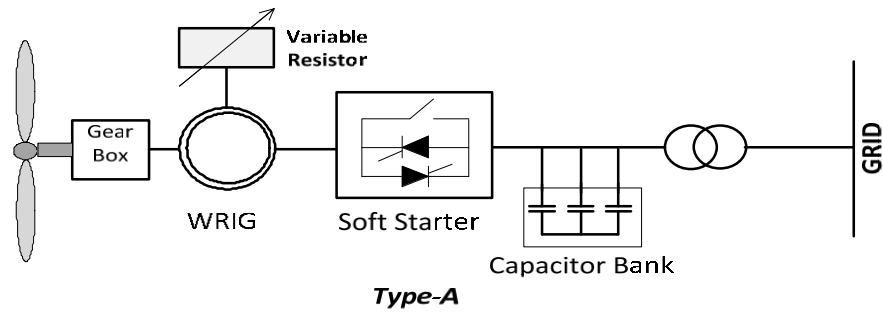 Variable
Resistor
Gear
Box
WRIG
Soft Starter
Capacitor Bank
GRID
Type-A